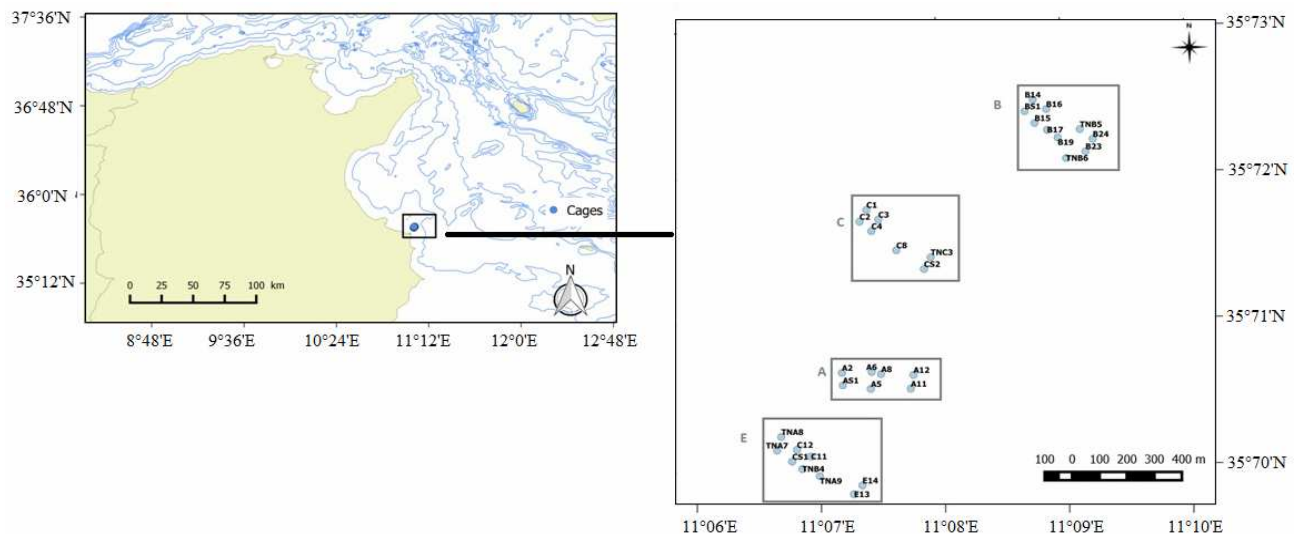 37°36'N
36°48'N
36°0'N
35°12'N
Cages
N
0 25 50 75 100 km
8°48'E 9°36'E 10°24'E 11°12'E 12°0'E 12°48'E
N
35°73'N
35°72'N
35°71'N
35°70'N
B
B14
BS1 B16
B15
B17 TNB5
B19 B24
B23
TNB6
C
C1
C2 C3
C4
C8
TNC3
CS2
A
A2 A6 A8 A12
AS1 A5 A11
E
TNA8
TNA7 C12
CS1 C11
TNB4
TNA9 E14
E13
100 0 100 200 300 400 m
11°06'E 11°07'E 11°08'E 11°09'E 11°10'E